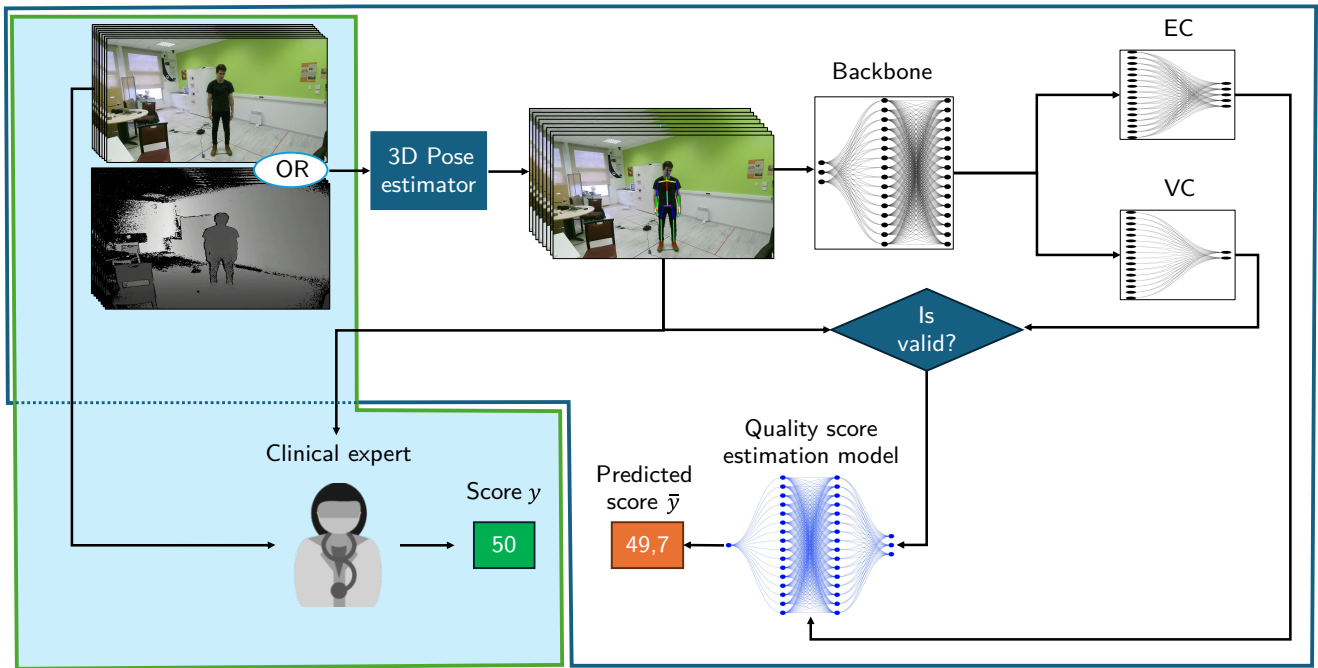 EC
Backbone
OR
3D Pose
estimator
VC
Is
valid?
Clinical expert
Score y
50
Quality score
estimation model
Predicted
score ȳ
49,7